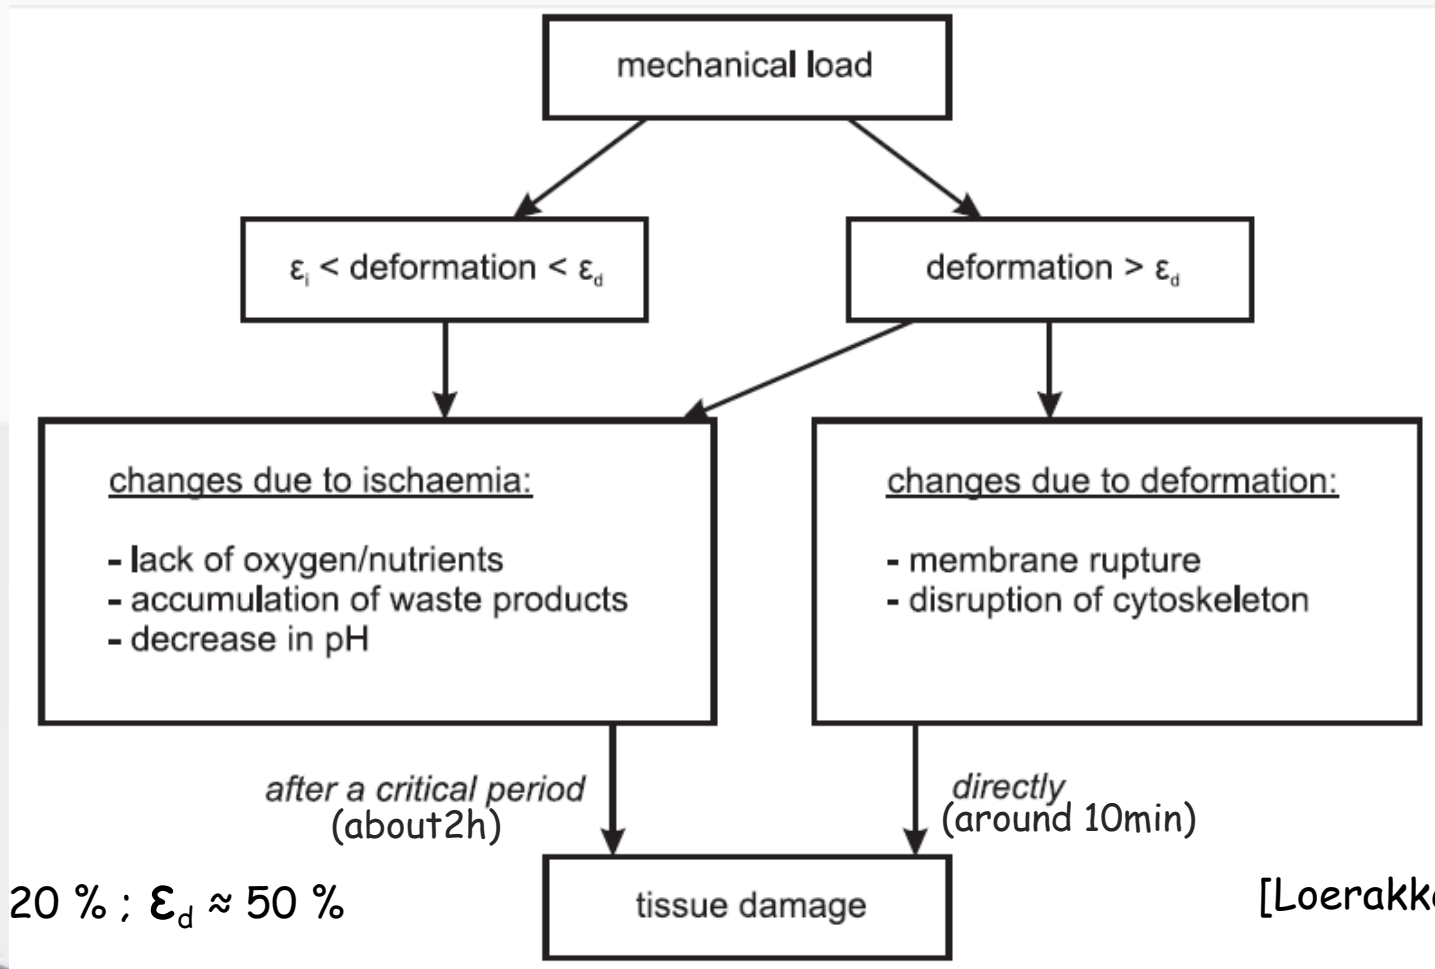 mechanical load
εi < deformation < εd
deformation > εd
changes due to ischaemia:
- lack of oxygen/nutrients
- accumulation of waste products
- decrease in pH
changes due to deformation:
- membrane rupture
- disruption of cytoskeleton
after a critical period
(about2h)
directly
(around 10min)
20 % ; εd ≈ 50 %
tissue damage